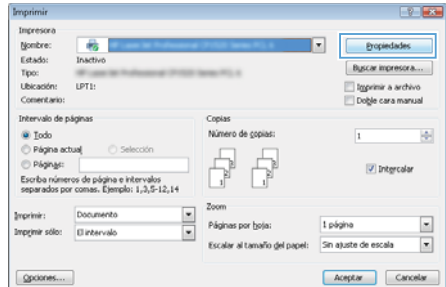 Imprimir
Impresora
Nombre:
Propiedades
Estado: Inactivo
Buscar impresora...
Tipo:
Ubicación: LPT1:
Imprimir a archivo
Comentario:
Doble cara manual
Intervalo de páginas
Todo
Página actual Selección
Páginas:
Escriba números de página e intervalos
separados por comas. Ejemplo: 1,3,5-12,14
Copias
Número de copias: 1
Intercalar
Imprimir: Documento
Imprimir sólo: El intervalo
Zoom
Páginas por hoja: 1 página
Escalar al tamaño del papel: Sin ajuste de escala
Opciones...
Aceptar
Cancelar